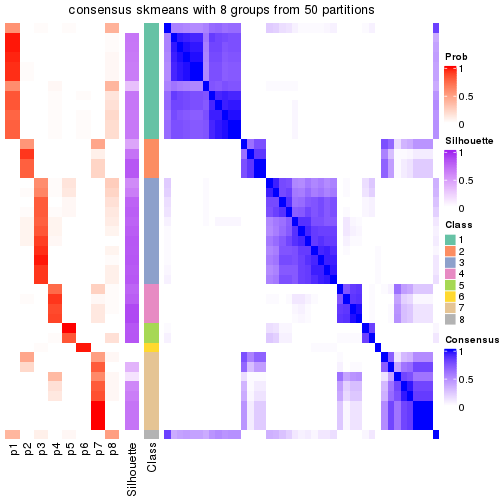 consensus skmeans with 8 groups from 50 partitions
Prob
1
0.5
0
Silhouette
1
0.5
0
Class
1
2
3
4
5
6
7
8
Consensus
1
0.5
0
p1
p2
p3
p4
p5
p6
p7
p8
Silhouette
Class